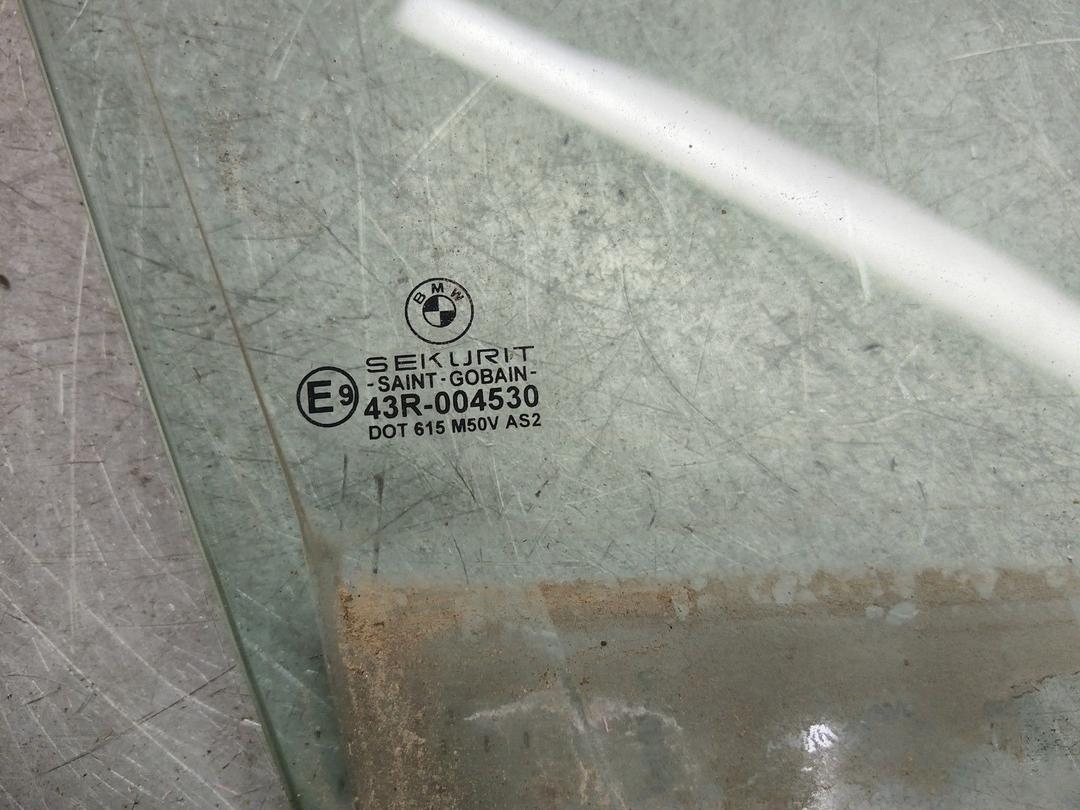 BMW
SEKURIT
-SAINT-GOBAIN-
E9
43R-004530
DOT 615 M50V AS2